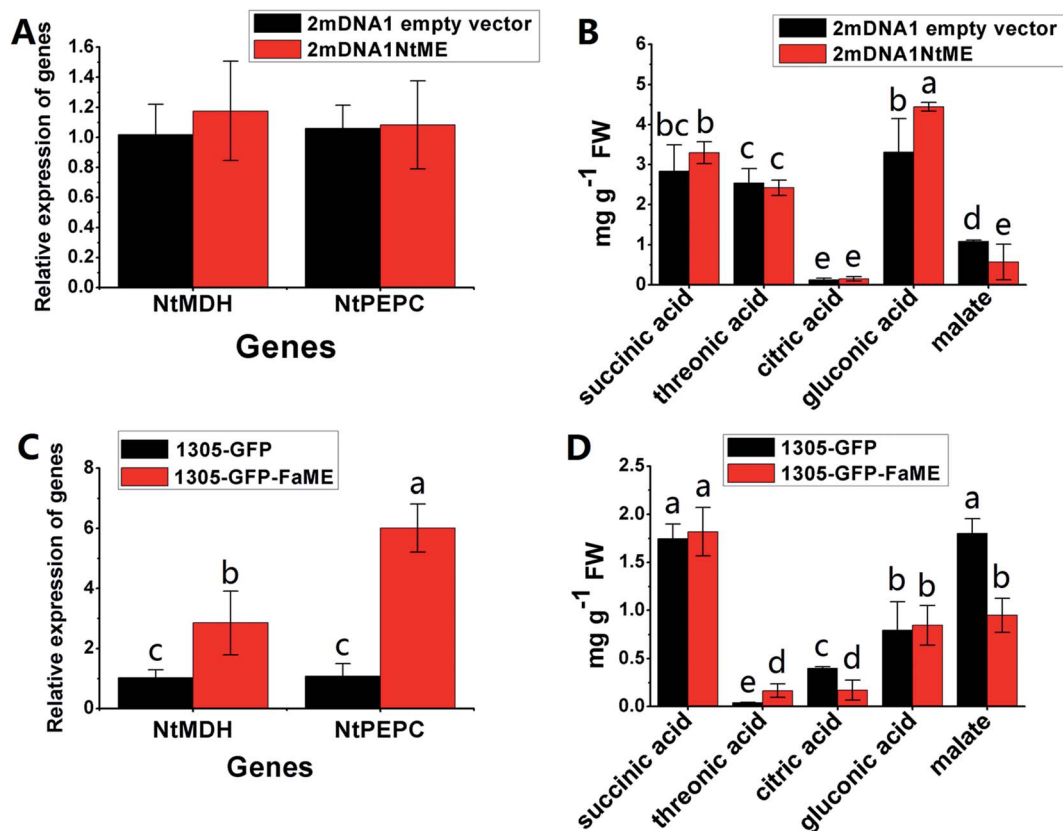 A
2mDNA1 empty vector
2mDNA1NtME
Relative expression of genes
1.6
1.4
1.2
1.0
0.8
0.6
0.4
0.2
0.0
NtMDH
NtPEPC
Genes
B
2mDNA1 empty vector
2mDNA1NtME
mg g⁻¹ FW
6
5
4
3
2
1
0
bc
b
c
c
e
e
b
a
d
e
succinic acid
threonic acid
citric acid
gluconic acid
malate
C
1305-GFP
1305-GFP-FaME
Relative expression of genes
8
6
4
2
0
c
b
c
a
NtMDH
NtPEPC
Genes
D
1305-GFP
1305-GFP-FaME
mg g⁻¹ FW
2.5
2.0
1.5
1.0
0.5
0.0
a
a
e
d
c
d
b
b
a
b
succinic acid
threonic acid
citric acid
gluconic acid
malate